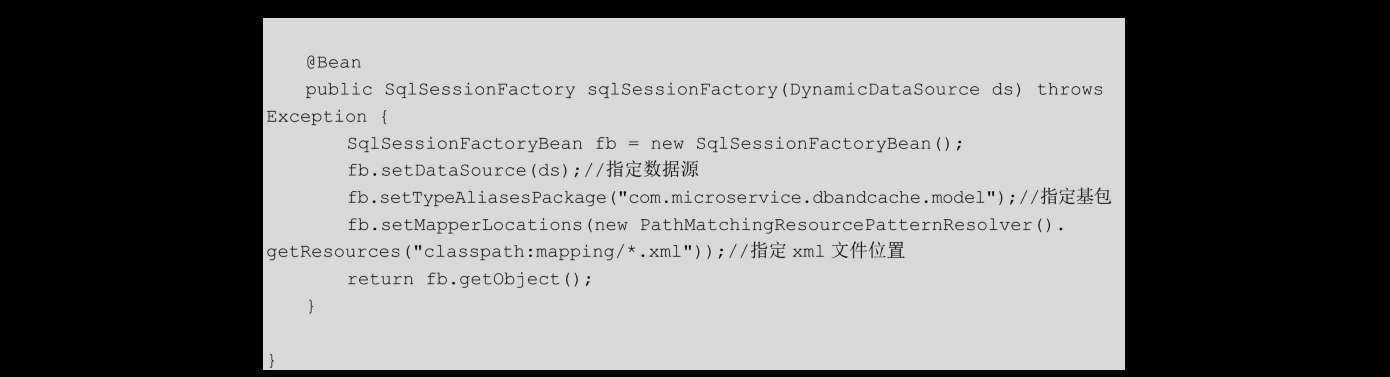 @Bean
public SqlSessionFactory sqlSessionFactory(DynamicDataSource ds) throws
Exception {
SqlSessionFactoryBean fb = new SqlSessionFactoryBean();
fb.setDataSource(ds);//指定数据源
fb.setTypeAliasesPackage("com.microservice.dbandcache.model");//指定基包
fb.setMapperLocations(new PathMatchingResourcePatternResolver().
getResources("classpath:mapping/*.xml"));//指定 xml 文件位置
return fb.getObject();
}
}